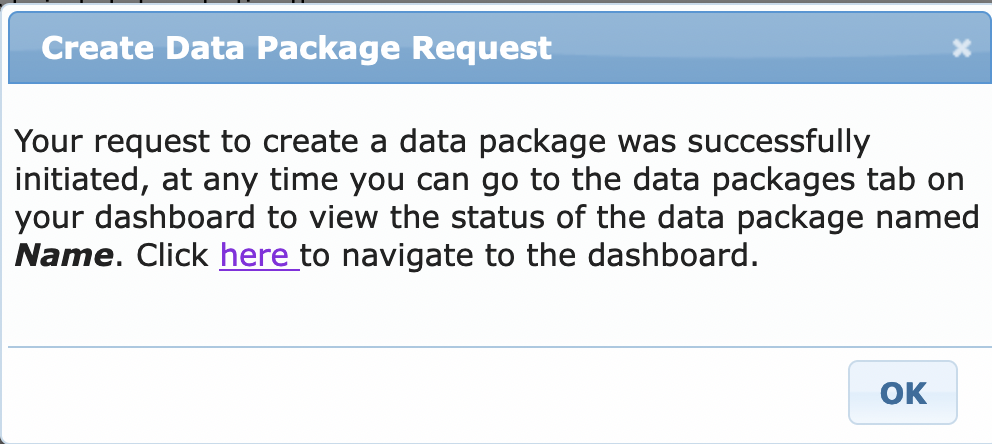 Create Data Package Request
Your request to create a data package was successfully
initiated, at any time you can go to the data packages tab on
your dashboard to view the status of the data package named
Name. Click here to navigate to the dashboard.
OK